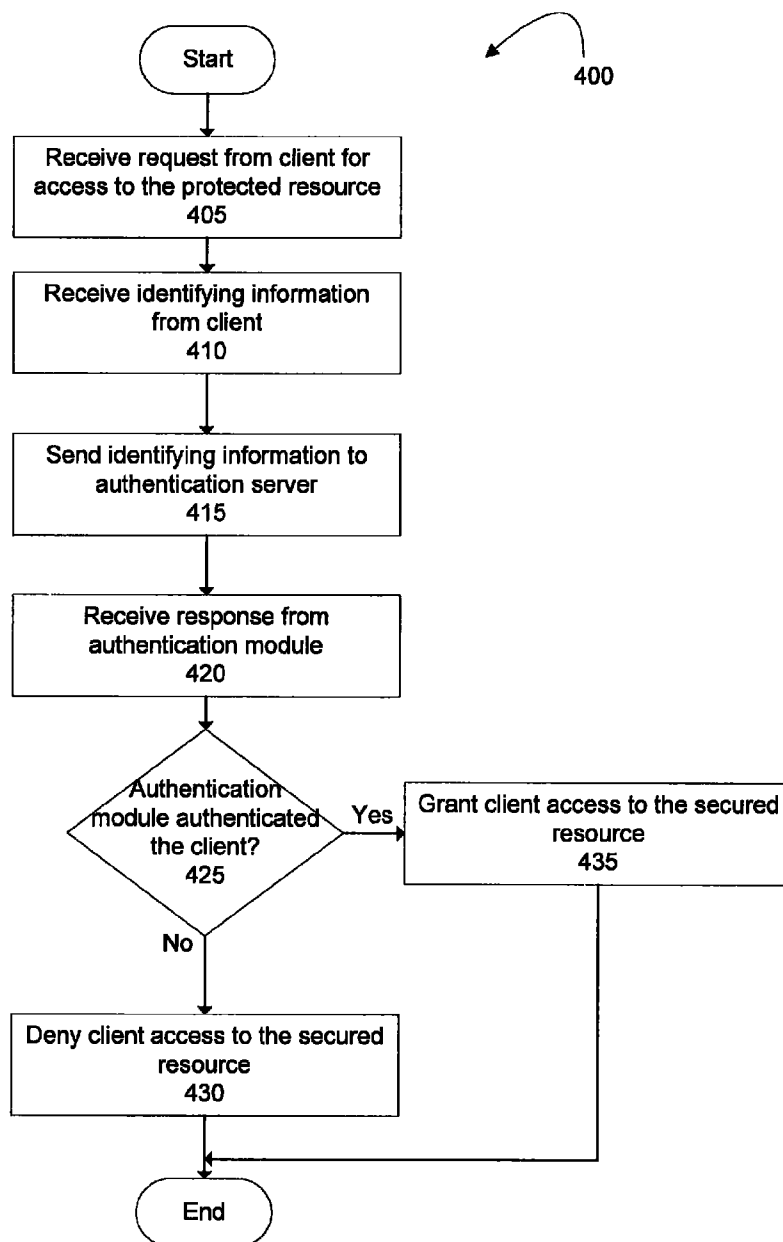 Start
400
Receive request from client for
access to the protected resource
405
Receive identifying information
from client
410
Send identifying information to
authentication server
415
Receive response from
authentication module
420
Authentication
module authenticated
the client?
425
Yes
Grant client access to the secured
resource
435
No
Deny client access to the secured
resource
430
End